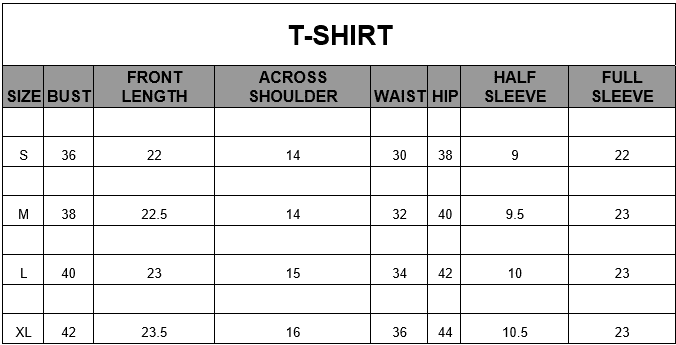 T-SHIRT
SIZE BUST FRONT LENGTH ACROSS SHOULDER WAIST HIP HALF SLEEVE FULL SLEEVE
S 36 22 14 30 38 9 22
M 38 22.5 14 32 40 9.5 23
L 40 23 15 34 42 10 23
XL 42 23.5 16 36 44 10.5 23